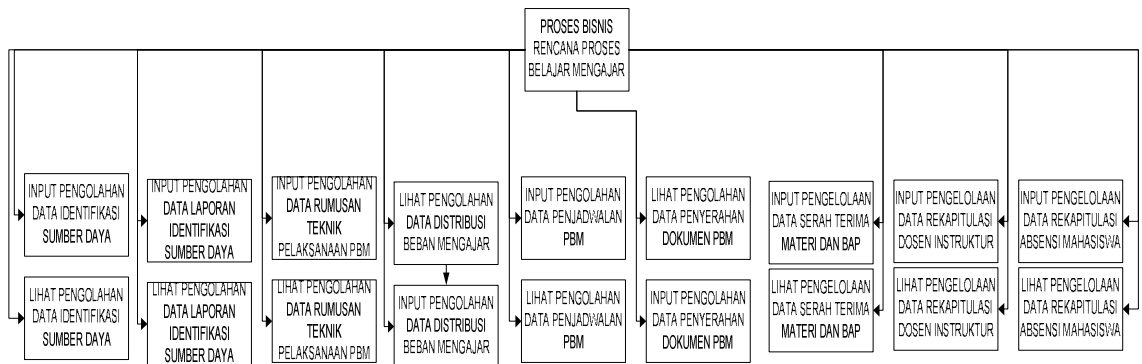 PROSES BISNIS
RENCANA PROSES
BELAJAR MENGAJAR
INPUT PENGOLAHAN
DATA IDENTIFIKASI
SUMBER DAYA
INPUT PENGOLAHAN
DATA LAPORAN
IDENTIFIKASI
SUMBER DAYA
INPUT PENGOLAHAN
DATA RUMUSAN
TEKNIK
PELAKSANAAN PBM
LIHAT PENGOLAHAN
DATA DISTRIBUSI
BEBAN MENGAJAR
INPUT PENGOLAHAN
DATA PENJADWALAN
PBM
LIHAT PENGOLAHAN
DATA PENYERAHAN
DOKUMEN PBM
INPUT PENGELOLAAN
DATA SERAH TERIMA
MATERI DAN BAP
INPUT PENGELOLAAN
DATA REKAPITULASI
DOSEN INSTRUKTUR
INPUT PENGELOLAAN
DATA REKAPITULASI
ABSENSI MAHASISWA
LIHAT PENGOLAHAN
DATA IDENTIFIKASI
SUMBER DAYA
LIHAT PENGOLAHAN
DATA LAPORAN
IDENTIFIKASI
SUMBER DAYA
LIHAT PENGOLAHAN
DATA RUMUSAN
TEKNIK
PELAKSANAAN PBM
INPUT PENGOLAHAN
DATA DISTRIBUSI
BEBAN MENGAJAR
LIHAT PENGOLAHAN
DATA PENJADWALAN
PBM
INPUT PENGOLAHAN
DATA PENYERAHAN
DOKUMEN PBM
LIHAT PENGELOLAAN
DATA SERAH TERIMA
MATERI DAN BAP
LIHAT PENGELOLAAN
DATA REKAPITULASI
DOSEN INSTRUKTUR
LIHAT PENGELOLAAN
DATA REKAPITULASI
ABSENSI MAHASISWA